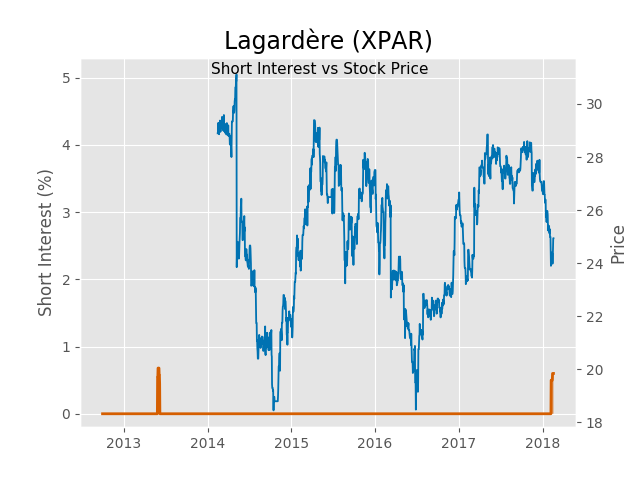 Lagardère (XPAR)
Short Interest vs Stock Price
Short Interest (%)
5
4
3
2
1
0
30
28
26
24
22
20
18
Price
2013 2014 2015 2016 2017 2018